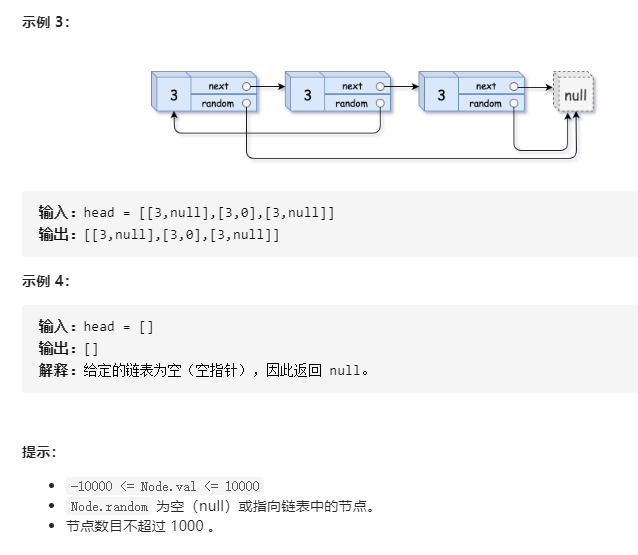 示例 3：
next
next
next
3
3
3
null
random
random
random
输入：head = [[3,null],[3,0],[3,null]]
输出：[[3,null],[3,0],[3,null]]
示例 4：
输入：head = []
输出：[]
解释：给定的链表为空（空指针），因此返回 null。
提示：
-10000 <= Node.val <= 10000
Node.random 为空（null）或指向链表中的节点。
节点数目不超过 1000 。